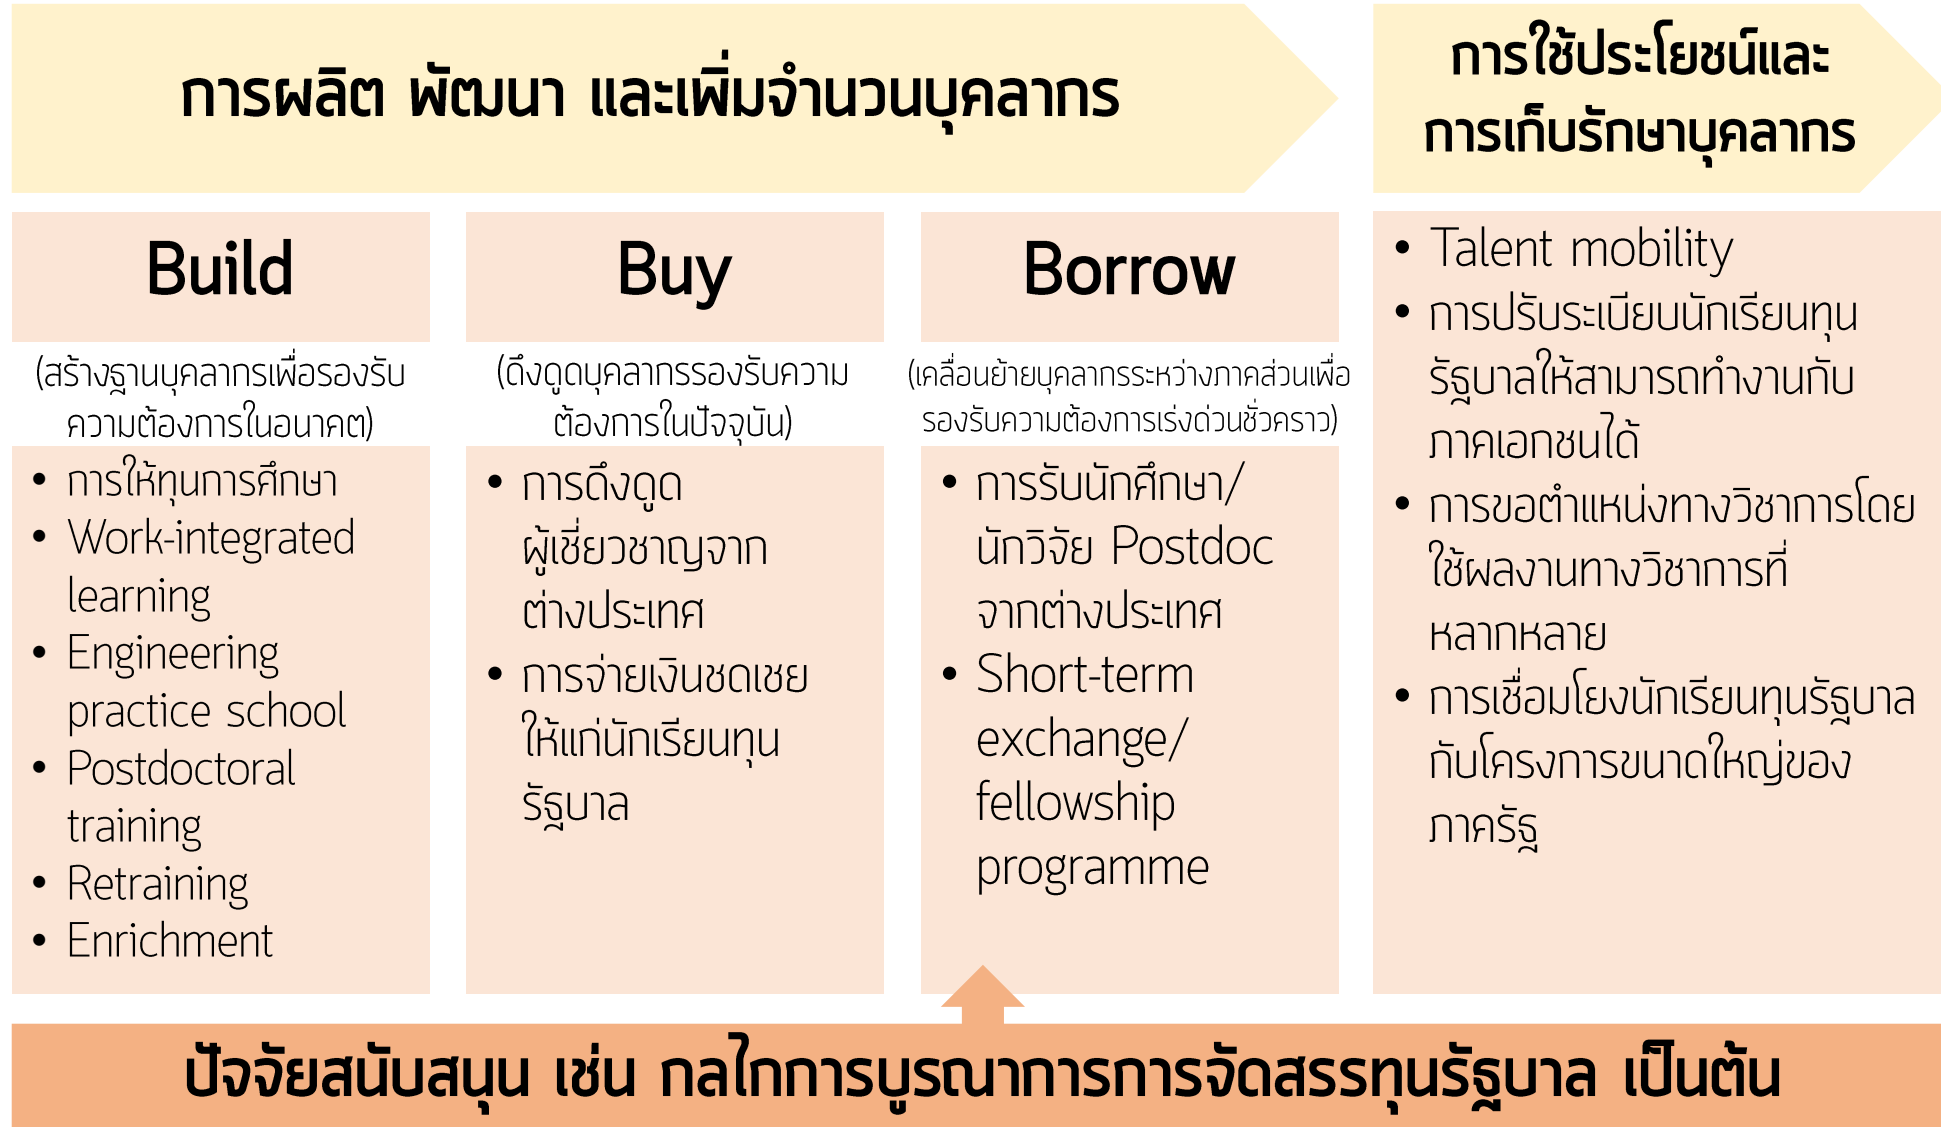 การผลิต พัฒนา และเพิ่มจำนวนบุคลากร
การใช้ประโยชน์และ
การเก็บรักษาบุคลากร
Build
(สร้างฐานบุคลากรเพื่อรองรับ
ความต้องการในอนาคต)
• การให้ทุนการศึกษา
• Work-integrated
learning
• Engineering
practice school
• Postdoctoral
training
• Retraining
• Enrichment
Buy
(ดึงดูดบุคลากรรองรับความ
ต้องการในปัจจุบัน)
• การดึงดูด
ผู้เชี่ยวชาญจาก
ต่างประเทศ
• การจ่ายเงินชดเชย
ให้แก่นักเรียนทุน
รัฐบาล
Borrow
(เคลื่อนย้ายบุคลากรระหว่างภาคส่วนเพื่อ
รองรับความต้องการเร่งด่วนชั่วคราว)
• การรับนักศึกษา/
นักวิจัย Postdoc
จากต่างประเทศ
• Short-term
exchange/
fellowship
programme
• Talent mobility
• การปรับระเบียบนักเรียนทุน
รัฐบาลให้สามารถทำงานกับ
ภาคเอกชนได้
• การขอตำแหน่งทางวิชาการโดย
ใช้ผลงานทางวิชาการที่
หลากหลาย
• การเชื่อมโยงนักเรียนทุนรัฐบาล
กับโครงการขนาดใหญ่ของ
ภาครัฐ
ปัจจัยสนับสนุน เช่น กลไกการบูรณาการการจัดสรรทุนรัฐบาล เป็นต้น